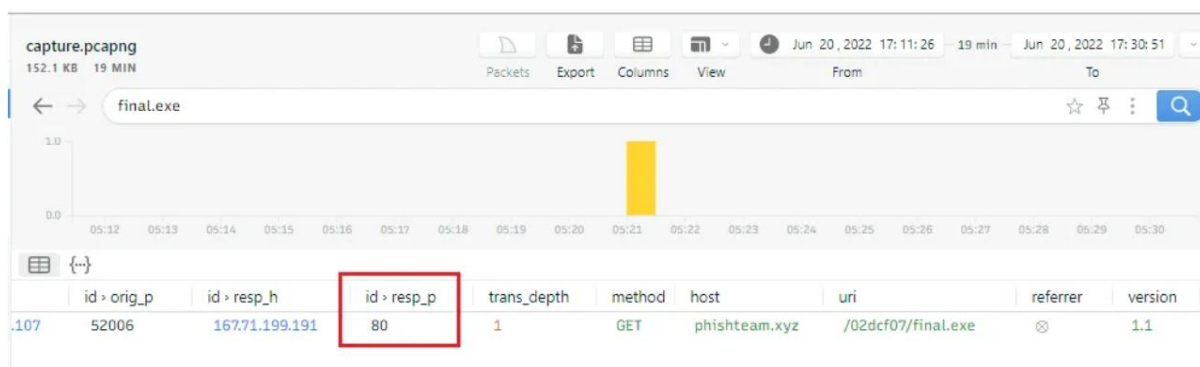 capture.pcapng
152.1 KB 19 MIN
Packets Export Columns View
Jun 20, 2022 17:11:26 19 min Jun 20, 2022 17:30:51
From To
final.exe
1.0
0.0
05:12 05:13 05:14 05:15 05:16 05:17 05:18 05:19 05:20 05:21 05:22 05:23 05:24 05:25 05:26 05:27 05:28 05:29 05:30
id › orig_p id › resp_h id › resp_p trans_depth method host uri referrer version
.107 52006 167.71.199.191 80 1 GET phishteam.xyz /02dcf07/final.exe 1.1